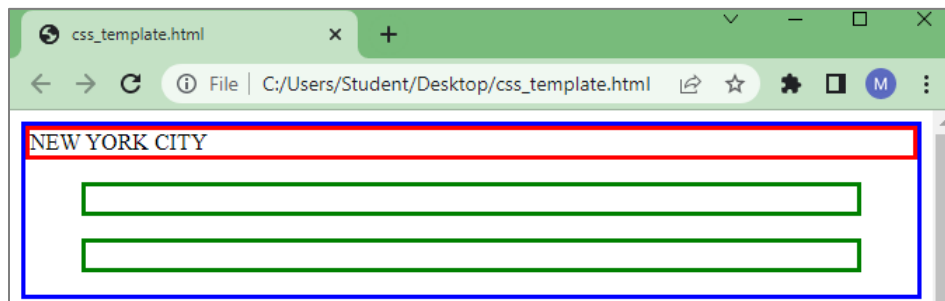 css_template.html
File C:/Users/Student/Desktop/css_template.html M
NEW YORK CITY